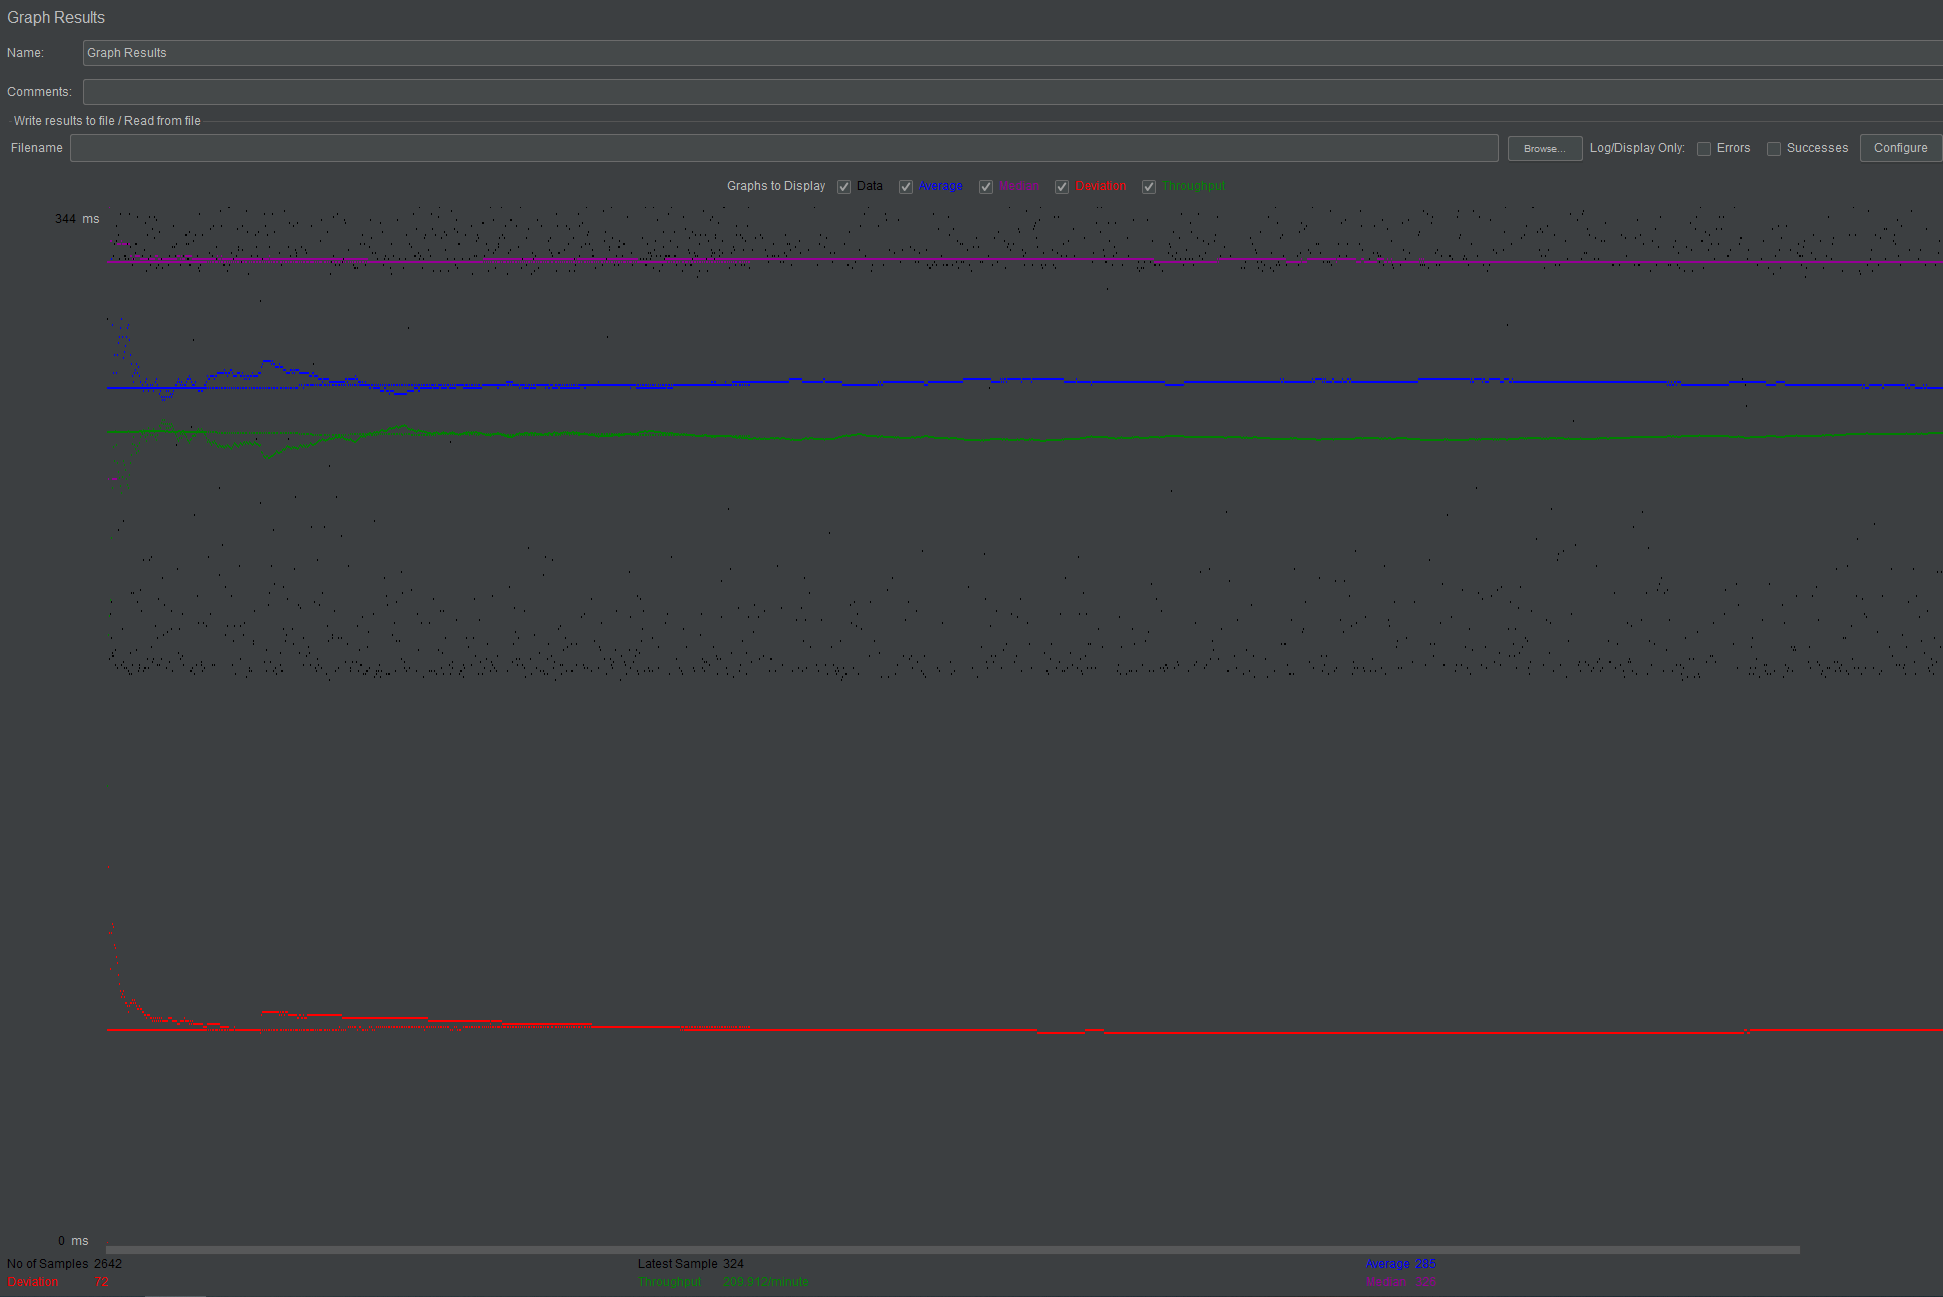 Graph Results
Name: Graph Results
Comments:
Write results to file / Read from file
Filename Browse... Log/Display Only: Errors Successes Configure
Graphs to Display Data Average Median Deviation Throughput
344 ms
0 ms
No of Samples 2642 Latest Sample 324 Average 285
Deviation 72 Throughput 209.912/minute Median